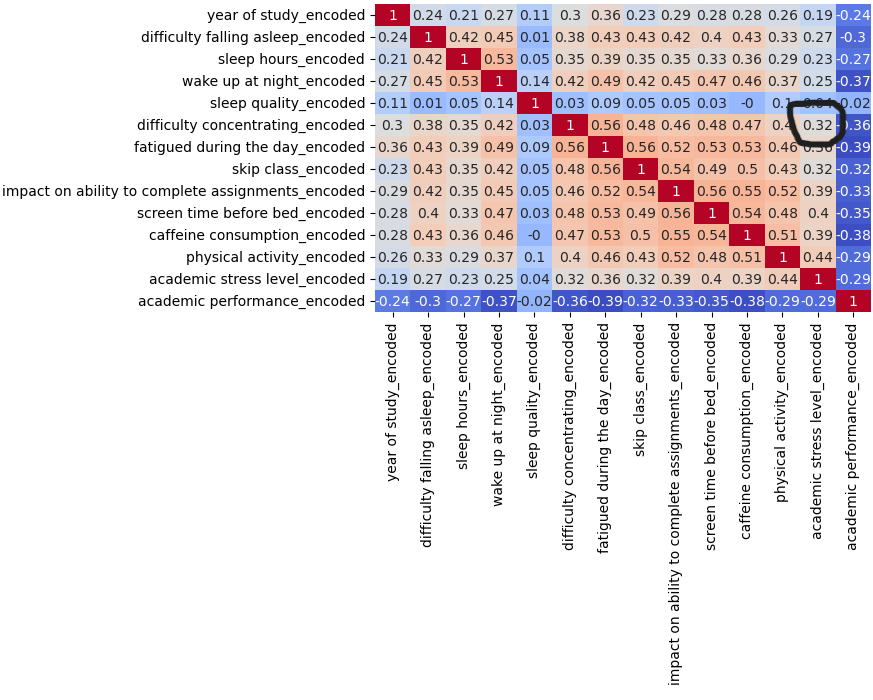 year of study_encoded 1 0.24 0.21 0.27 0.11 0.3 0.36 0.23 0.29 0.28 0.28 0.26 0.19 -0.24
difficulty falling asleep_encoded 0.24 1 0.42 0.45 0.01 0.38 0.43 0.43 0.42 0.4 0.43 0.33 0.27 -0.3
sleep hours_encoded 0.21 0.42 1 0.53 0.05 0.35 0.39 0.35 0.35 0.33 0.36 0.29 0.23 -0.27
wake up at night_encoded 0.27 0.45 0.53 1 0.14 0.42 0.49 0.42 0.45 0.47 0.46 0.37 0.25 -0.37
sleep quality_encoded 0.11 0.01 0.05 0.14 1 0.03 0.09 0.05 0.05 0.03 -0 0.1 0.04 -0.02
difficulty concentrating_encoded 0.3 0.38 0.35 0.42 0.03 1 0.56 0.48 0.46 0.48 0.47 0.4 0.32 -0.36
fatigued during the day_encoded 0.36 0.43 0.39 0.49 0.09 0.56 1 0.56 0.52 0.53 0.53 0.46 0.36 -0.39
skip class_encoded 0.23 0.43 0.35 0.42 0.05 0.48 0.56 1 0.54 0.49 0.5 0.43 0.32 -0.32
impact on ability to complete assignments_encoded 0.29 0.42 0.35 0.45 0.05 0.46 0.52 0.54 1 0.56 0.55 0.52 0.39 -0.33
screen time before bed_encoded 0.28 0.4 0.33 0.47 0.03 0.48 0.53 0.49 0.56 1 0.54 0.48 0.4 -0.35
caffeine consumption_encoded 0.28 0.43 0.36 0.46 -0 0.47 0.53 0.5 0.55 0.54 1 0.51 0.39 -0.38
physical activity_encoded 0.26 0.33 0.29 0.37 0.1 0.4 0.46 0.43 0.52 0.48 0.51 1 0.44 -0.29
academic stress level_encoded 0.19 0.27 0.23 0.25 0.04 0.32 0.36 0.32 0.39 0.4 0.39 0.44 1 -0.29
academic performance_encoded -0.24 -0.3 -0.27 -0.37 -0.02 -0.36 -0.39 -0.32 -0.33 -0.35 -0.38 -0.29 -0.29 1
year of study_encoded
difficulty falling asleep_encoded
sleep hours_encoded
wake up at night_encoded
sleep quality_encoded
difficulty concentrating_encoded
fatigued during the day_encoded
skip class_encoded
impact on ability to complete assignments_encoded
screen time before bed_encoded
caffeine consumption_encoded
physical activity_encoded
academic stress level_encoded
academic performance_encoded